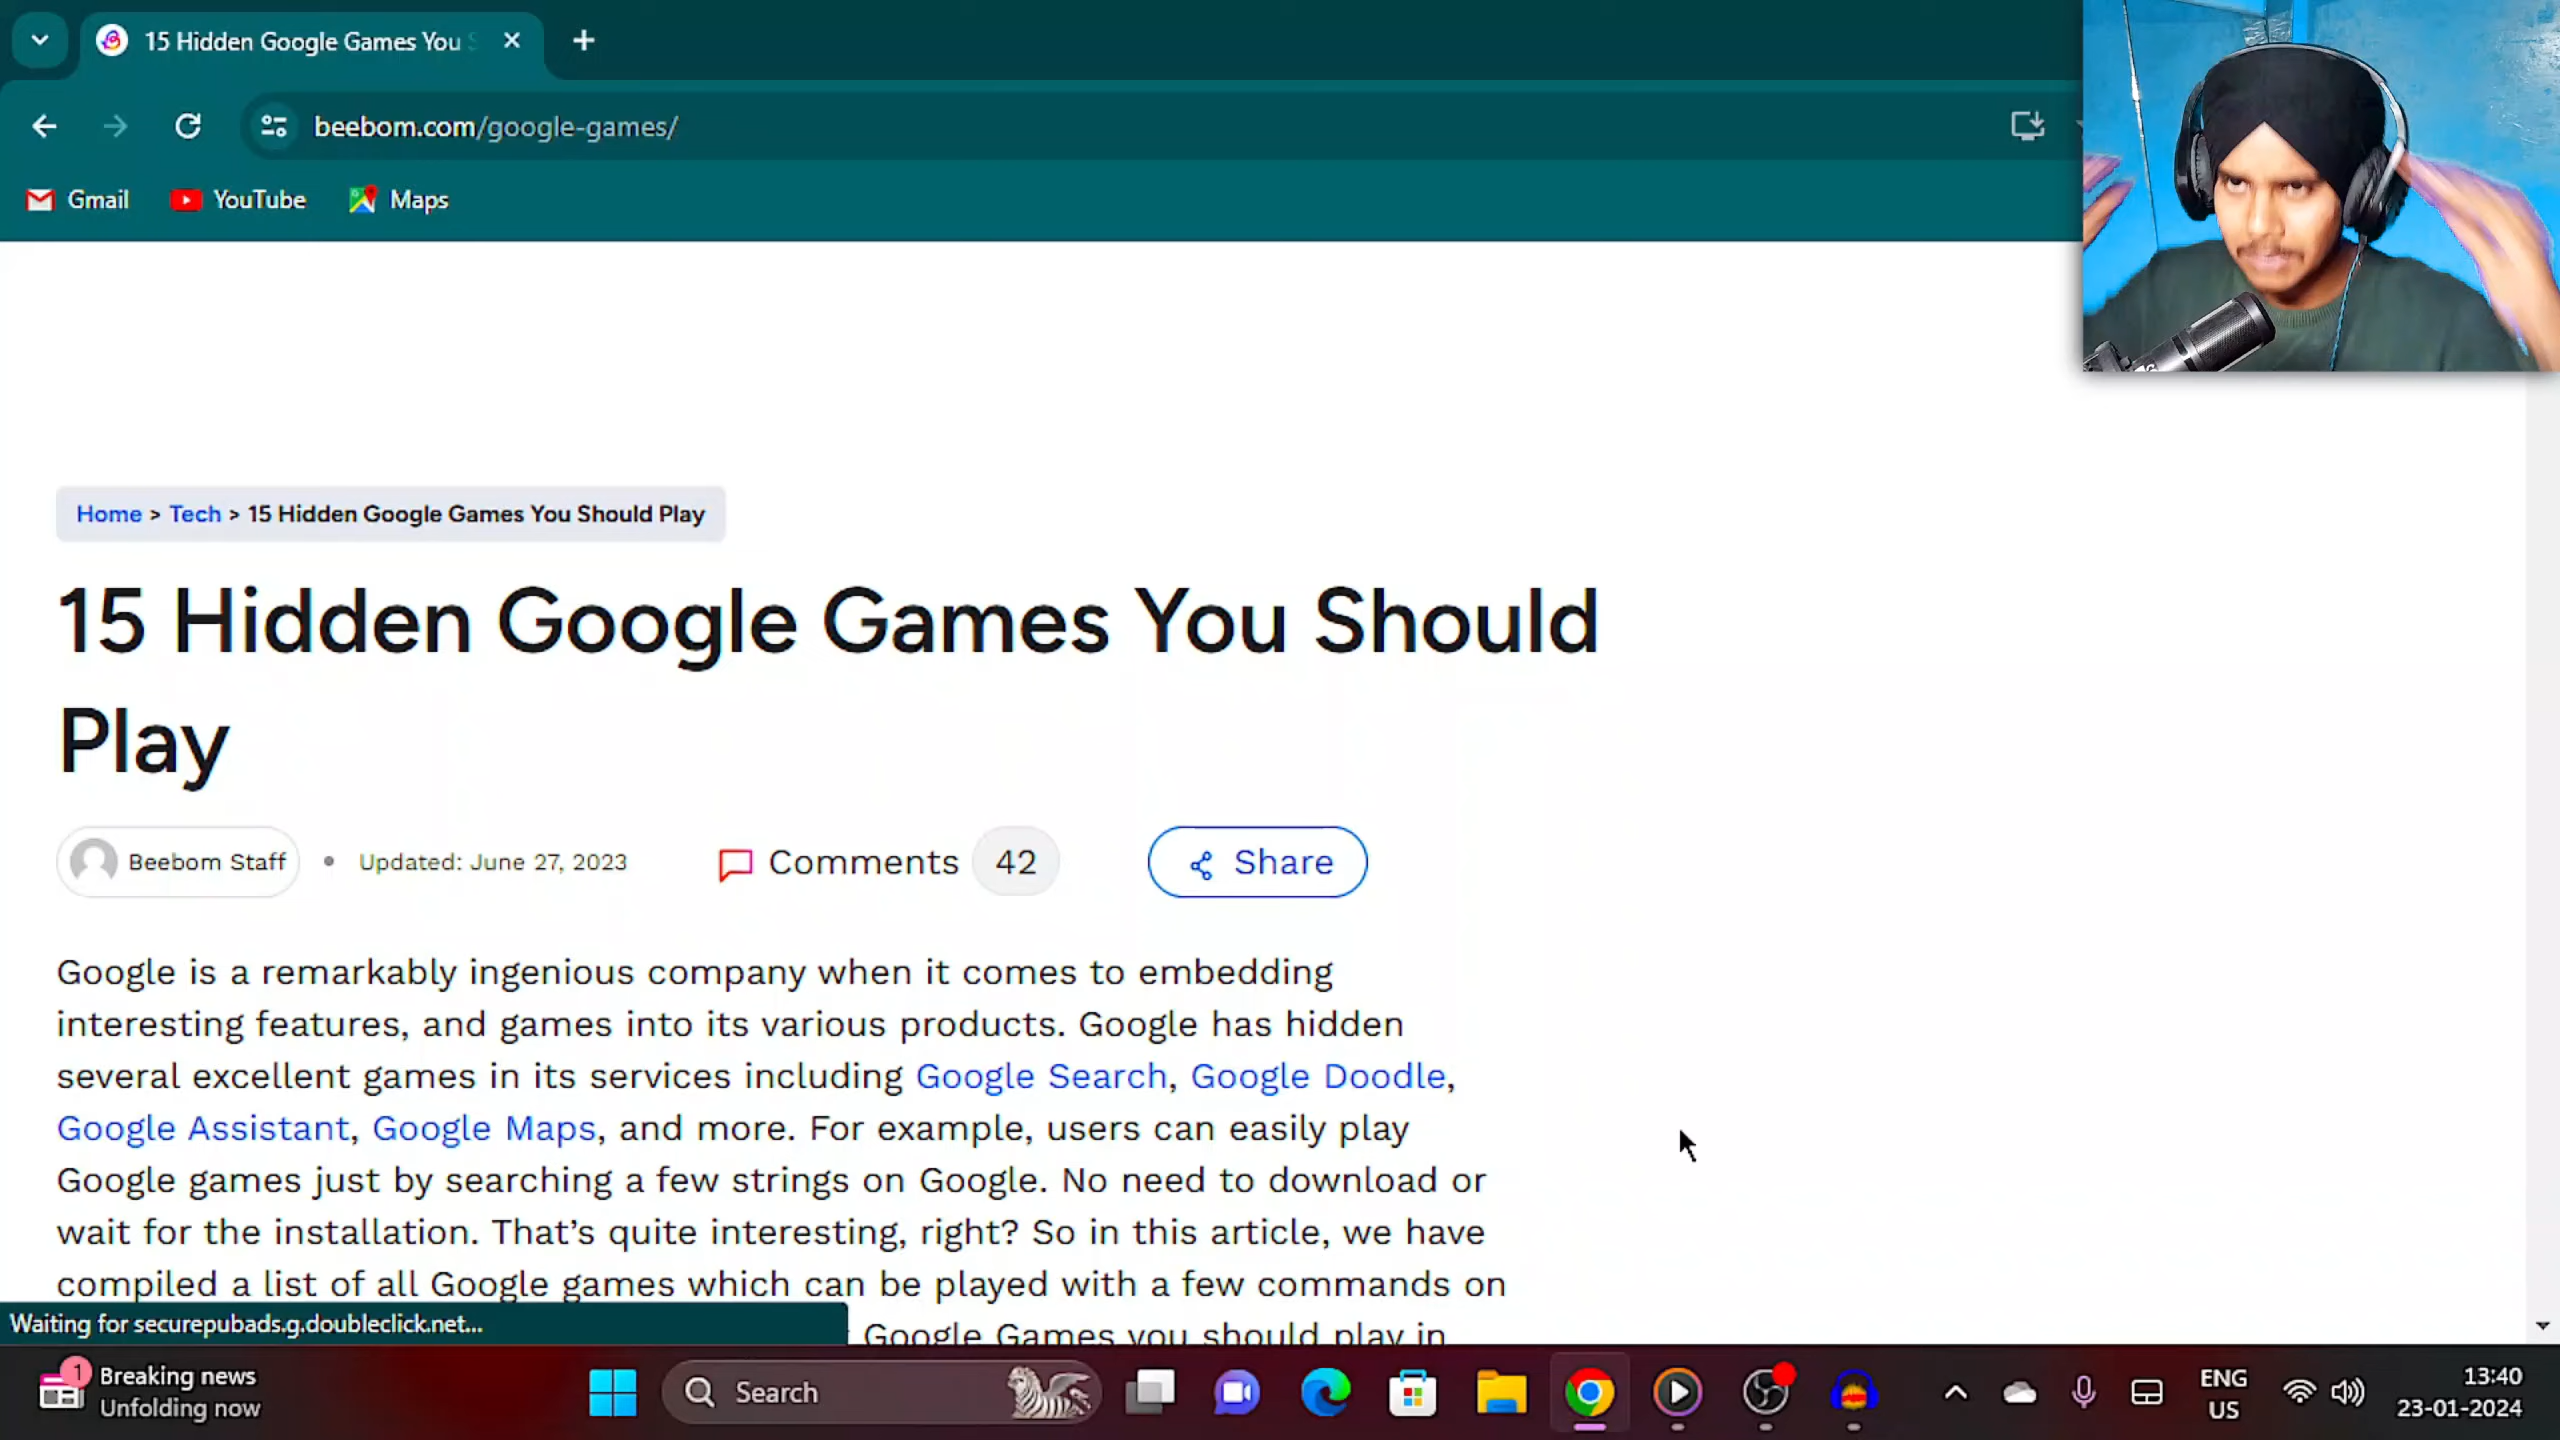 15 Hidden Google Games You S
beebom.com/google-games/
Gmail
YouTube
Maps
Home > Tech > 15 Hidden Google Games You Should Play
15 Hidden Google Games You Should
Play
Beebom Staff
• Updated: June 27, 2023
Comments 42
Share
Google is a remarkably ingenious company when it comes to embedding
interesting features, and games into its various products. Google has hidden
several excellent games in its services including Google Search, Google Doodle,
Google Assistant, Google Maps, and more. For example, users can easily play
Google games just by searching a few strings on Google. No need to download or
wait for the installation. That’s quite interesting, right? So in this article, we have
compiled a list of all Google games which can be played with a few commands on
Google Games you should play in
Waiting for securepubads.g.doubleclick.net...
1
Breaking news
Unfolding now
Search
ENG
US
13:40
23-01-2024